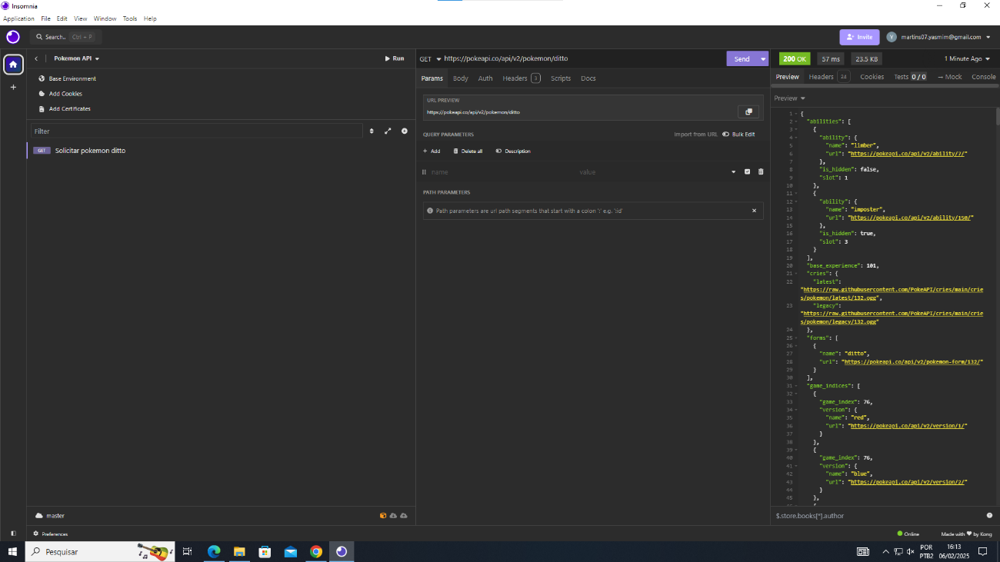 Insomnia
Application File Edit View Window Tools Help
Search.. Ctrl + P
Invite
Y martins07.yasmim@gmail.com
Pokemon API
Run
Base Environment
Add Cookies
Add Certificates
Filter
GET Solicitar pokemon ditto
master
Preferences
GET https://pokeapi.co/api/v2/pokemon/ditto
Send
Params Body Auth Headers 3 Scripts Docs
URL PREVIEW
https://pokeapi.co/api/v2/pokemon/ditto
QUERY PARAMETERS
Import from URL Bulk Edit
+ Add Delete all Description
name value
PATH PARAMETERS
Path parameters are url path segments that start with a colon ':' e.g. ':id'
200 OK 57 ms 23.5 KB 1 Minute Ago
Preview Headers 24 Cookies Tests 0 / 0 → Mock Console
Preview
1 {
2 "abilities": [
3 {
4 "ability": {
5 "name": "limber",
6 "url": "https://pokeapi.co/api/v2/ability/7/"
7 },
8 "is_hidden": false,
9 "slot": 1
10 },
11 {
12 "ability": {
13 "name": "imposter",
14 "url": "https://pokeapi.co/api/v2/ability/150/"
15 },
16 "is_hidden": true,
17 "slot": 3
18 }
19 ],
20 "base_experience": 101,
21 "cries": {
22 "latest":
"https://raw.githubusercontent.com/PokeAPI/cries/main/crie
s/pokemon/latest/132.ogg",
23 "legacy":
"https://raw.githubusercontent.com/PokeAPI/cries/main/crie
s/pokemon/legacy/132.ogg"
24 },
25 "forms": [
26 {
27 "name": "ditto",
28 "url": "https://pokeapi.co/api/v2/pokemon-form/132/"
29 }
30 ],
31 "game_indices": [
32 {
33 "game_index": 76,
34 "version": {
35 "name": "red",
36 "url": "https://pokeapi.co/api/v2/version/1/"
37 }
38 },
39 {
40 "game_index": 76,
41 "version": {
42 "name": "blue",
43 "url": "https://pokeapi.co/api/v2/version/2/"
44 }
45 },
$.store.books[*].author
Online Made with ❤ by Kong
Pesquisar
POR
PTB2
16:13
06/02/2025